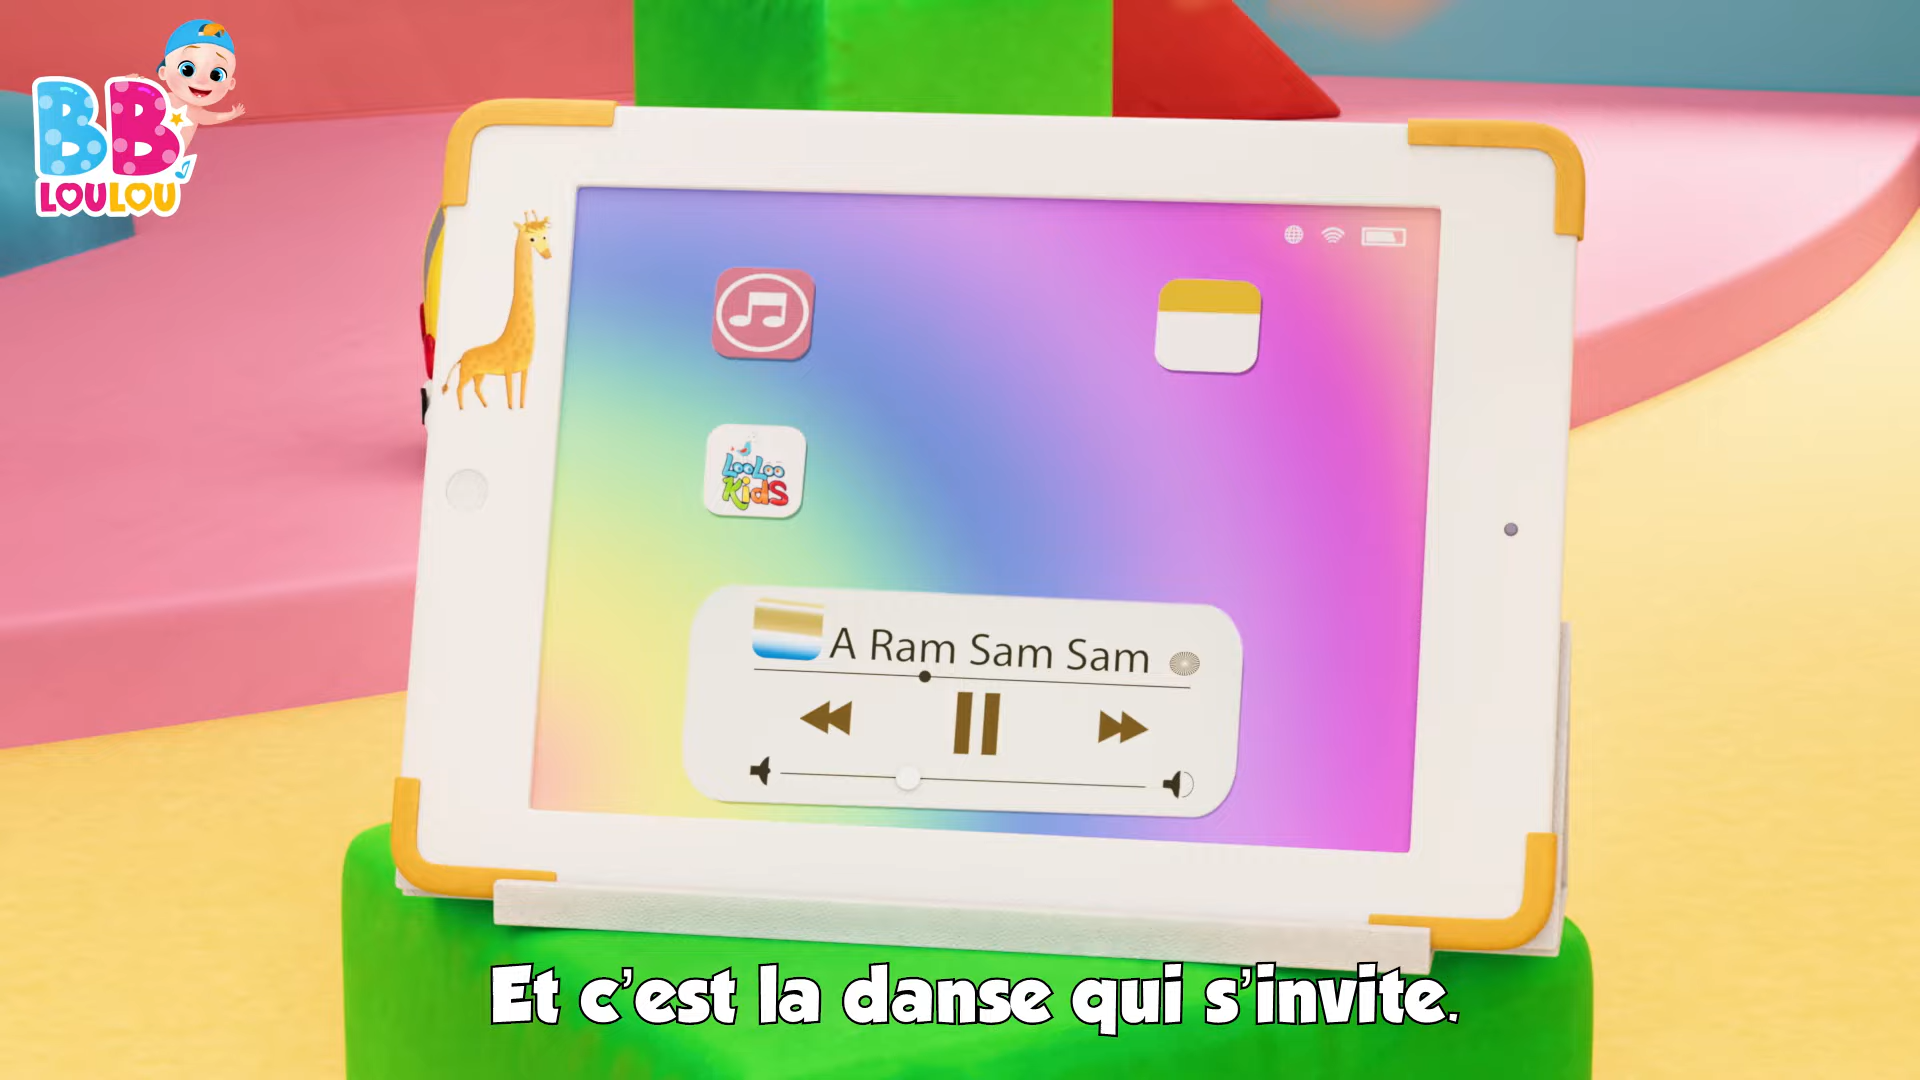 BB
LOULOU
LooLoo
Kids
A Ram Sam Sam
Et c'est la danse qui s'invite.